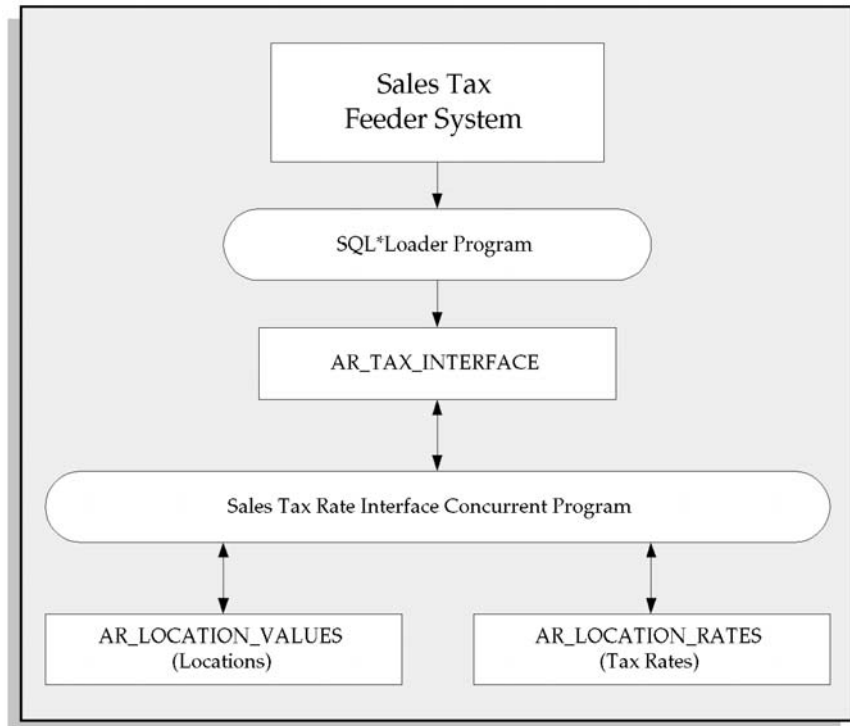 Sales Tax
Feeder System
SQL*Loader Program
AR_TAX_INTERFACE
Sales Tax Rate Interface Concurrent Program
AR_LOCATION_VALUES
(Locations)
AR_LOCATION_RATES
(Tax Rates)